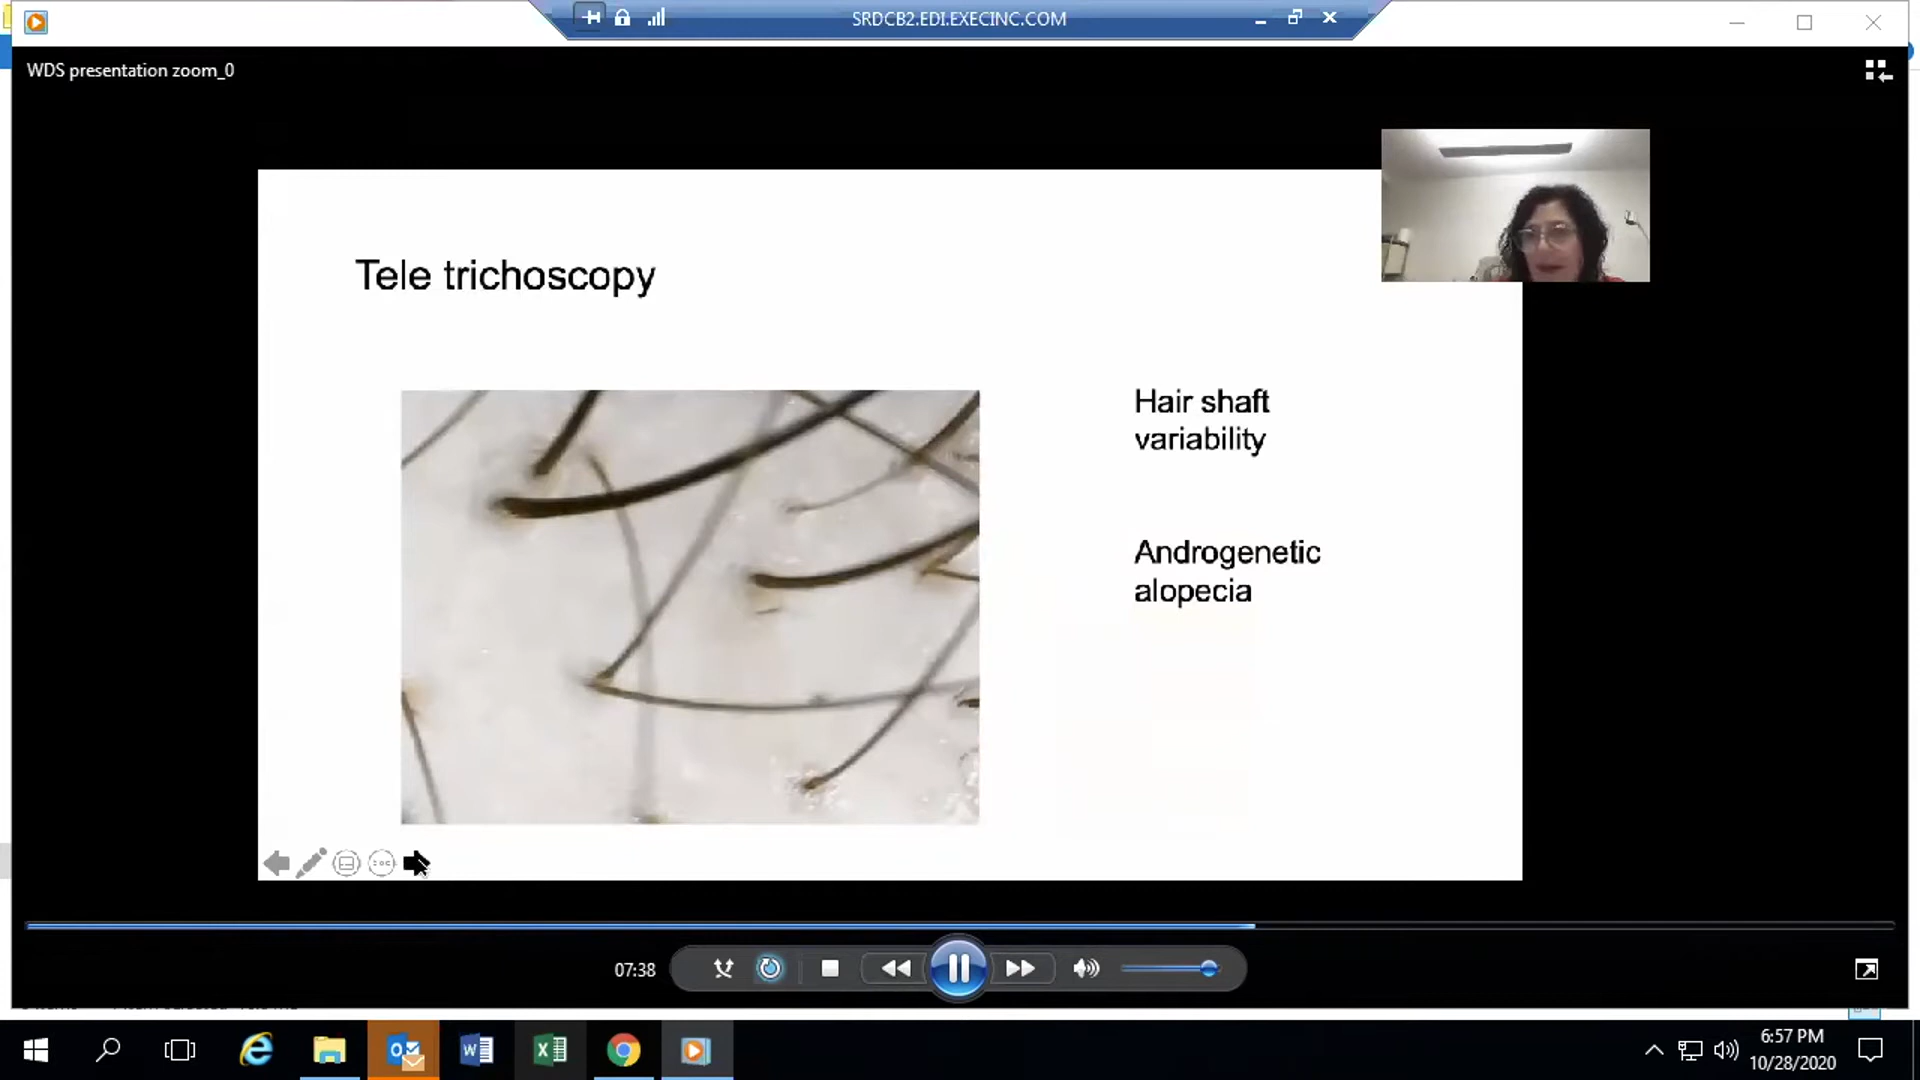 SRDCB2.EDI.EXECINC.COM
WDS presentation zoom_0
Tele trichoscopy
Hair shaft
variability
Androgenetic
alopecia
07:38
6:57 PM
10/28/2020